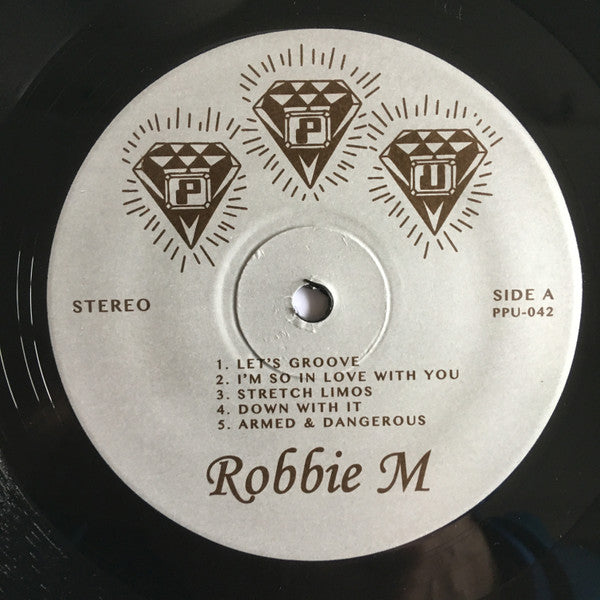 P P U
STEREO
SIDE A
PPU-042
1. LET'S GROOVE
2. I'M SO IN LOVE WITH YOU
3. STRETCH LIMOS
4. DOWN WITH IT
5. ARMED & DANGEROUS
Robbie M